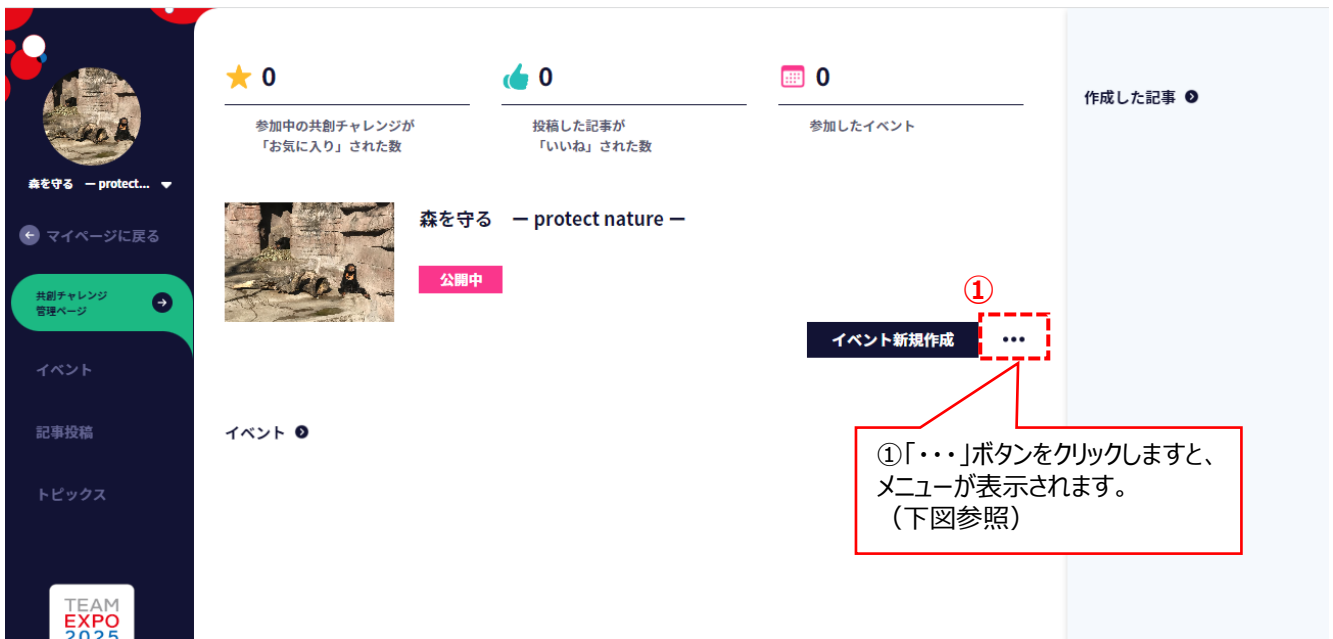 森を守る ー protect...
マイページに戻る
共創チャレンジ
管理ページ
イベント
記事投稿
トピックス
TEAM
EXPO
2025
0
参加中の共創チャレンジが
「お気に入り」された数
0
投稿した記事が
「いいね」された数
0
参加したイベント
森を守る ー protect nature ー
公開中
①
イベント新規作成
•••
イベント
①「・・・」ボタンをクリックしますと、
メニューが表示されます。
（下図参照）
作成した記事